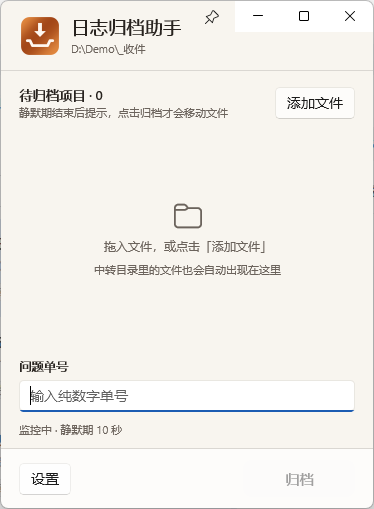 日志归档助手
D:\Demo\_收件
待归档项目 · 0
静默期结束后提示，点击归档才会移动文件
添加文件
拖入文件，或点击「添加文件」
中转目录里的文件也会自动出现在这里
问题单号
输入纯数字单号
监控中 · 静默期 10 秒
设置
归档